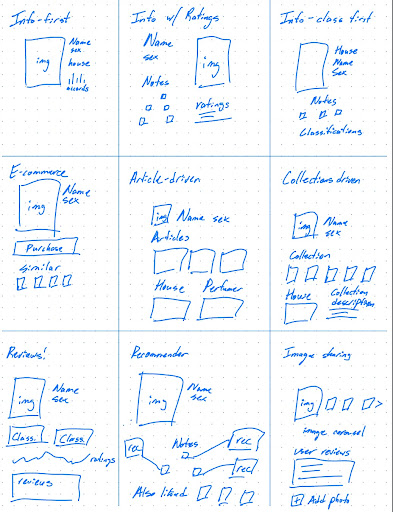 Info-first
img
Name
sex
house
accords
Info w/ Ratings
Name
sex
img
Notes
ratings
Info-class first
img
House
Name
Sex
Notes
Classifications
E-commerce
img
Name
sex
Purchase
Similar
Article-driven
img
Name sex
Articles
House
Perfumer
Collections driven
img
Name
sex
Collection
House
Collection
description
Reviews!
img
Name
sex
Class.
Class.
ratings
reviews
Recommender
img
Name
sex
rec
Notes
rec
rec
Also liked
Image sharing
img
image carousel
user reviews
+ Add photo